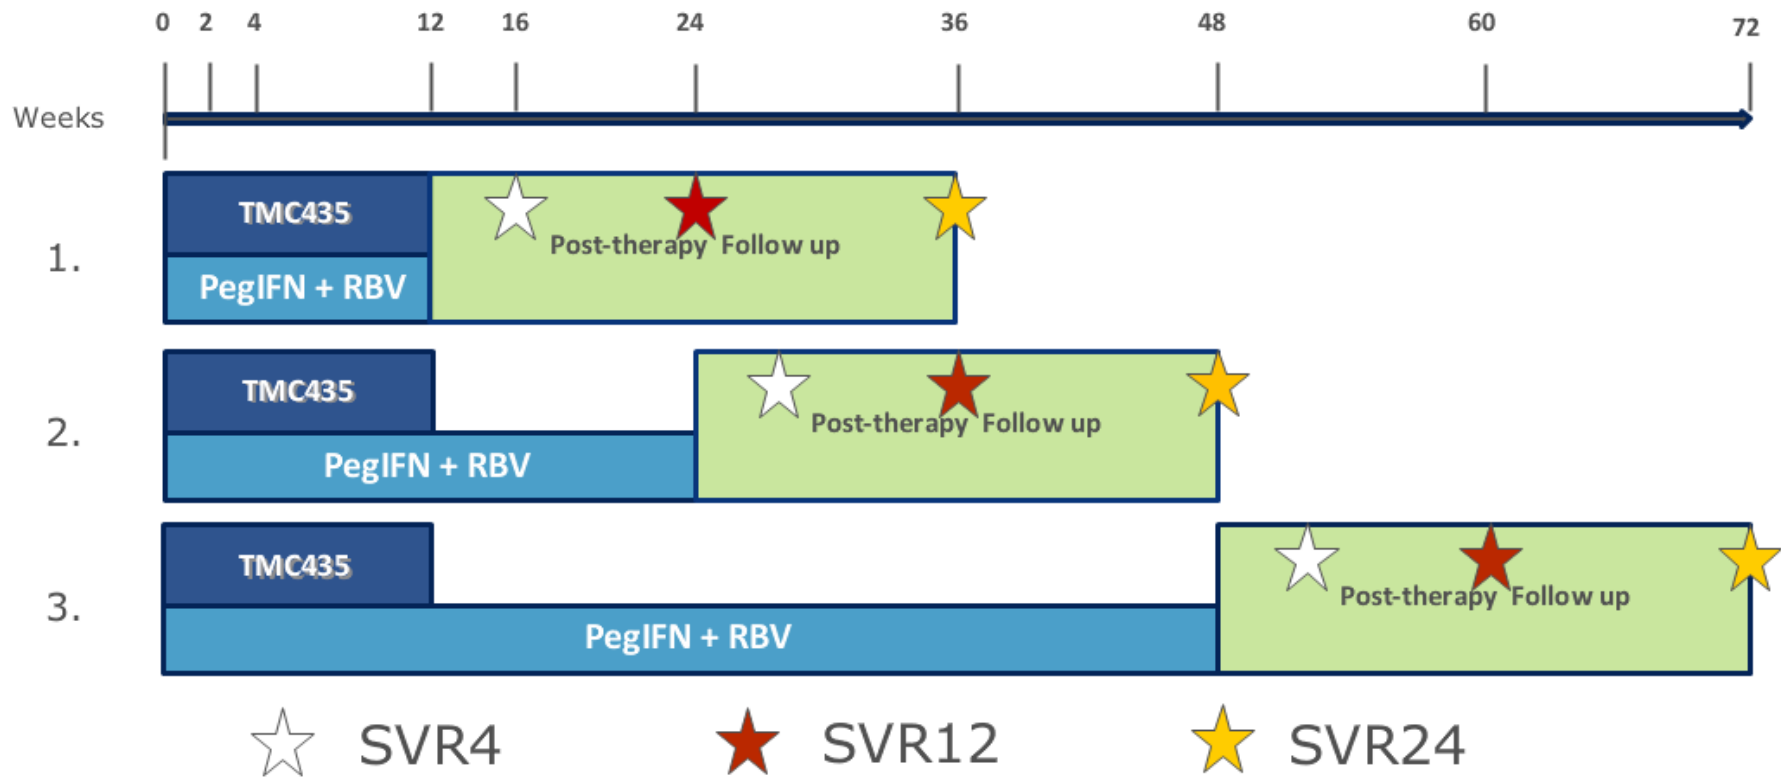 0 2 4 12 16 24 36 48 60 72
Weeks
1.
TMC435
PegIFN + RBV
Post-therapy Follow up
2.
TMC435
PegIFN + RBV
Post-therapy Follow up
3.
TMC435
PegIFN + RBV
Post-therapy Follow up
SVR4 SVR12 SVR24